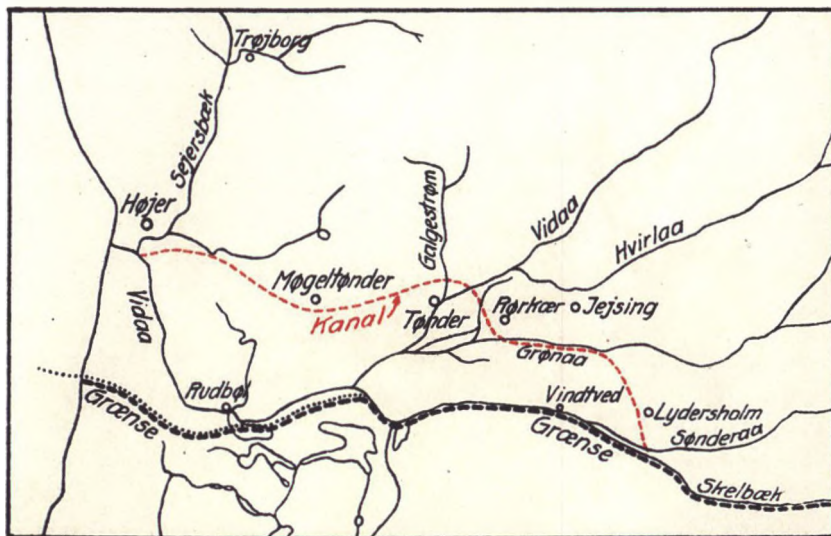 Trøjborg
Sejersbæk
Højer
Galgestrøm
Vidaa
Hvirlaa
Møgeltønder
Kanal
Vidaa
Tønder
Rørkær
Jejsing
Grønaa
Rudbøl
Vindtved
Lydersholm
Grænse
Grænse
Sønderaa
Skelbæk